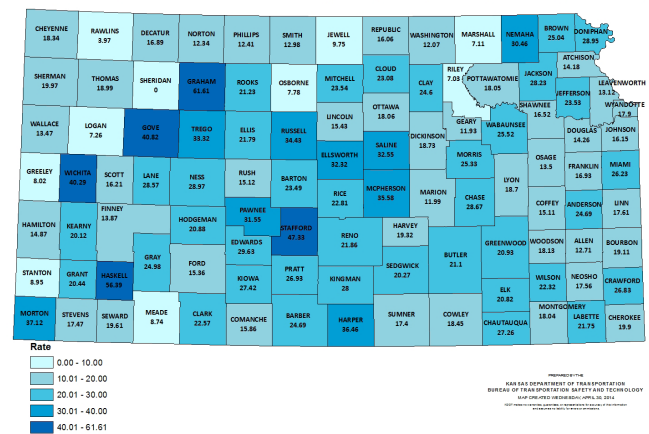 CHEYENNE
18.34
RAWLINS
3.97
DECATUR
16.89
NORTON
12.34
PHILLIPS
12.41
SMITH
12.98
JEWELL
9.75
REPUBLIC
16.06
WASHINGTON
12.07
MARSHALL
7.11
NEMAHA
30.46
BROWN
25.04
DONIPHAN
28.95
SHERMAN
19.97
THOMAS
18.99
SHERIDAN
0
GRAHAM
61.61
ROOKS
21.23
OSBORNE
7.78
MITCHELL
23.54
CLOUD
23.08
CLAY
24.6
RILEY
7.03
POTTAWATOMIE
18.05
JACKSON
28.23
ATCHISON
14.18
JEFFERSON
23.53
LEAVENWORTH
13.12
WYANDOTTE
17.9
WALLACE
13.47
LOGAN
7.26
GOVE
40.82
TREGO
33.32
ELLIS
21.79
RUSSELL
34.43
LINCOLN
15.43
OTTAWA
18.06
DICKINSON
18.73
GEARY
11.93
WABAUNSEE
25.52
SHAWNEE
16.52
DOUGLAS
14.26
JOHNSON
16.15
GREELEY
8.02
WICHITA
40.29
SCOTT
16.21
LANE
28.57
NESS
28.97
RUSH
15.12
BARTON
23.49
ELLSWORTH
32.32
SALINE
32.55
MORRIS
25.33
LYON
18.7
OSAGE
13.5
FRANKLIN
16.93
MIAMI
26.23
HAMILTON
14.87
KEARNY
20.12
FINNEY
13.87
HODGEMAN
20.88
PAWNEE
31.55
STAFFORD
47.33
RICE
22.81
MCPHERSON
35.58
MARION
11.99
CHASE
28.67
COFFEY
15.11
ANDERSON
24.69
LINN
17.61
STANTON
8.95
GRANT
20.44
HASKELL
GRAY
24.98
FORD
15.36
EDWARDS
29.63
KIOWA
27.42
PRATT
26.93
RENO
21.86
KINGMAN
28
HARVEY
19.32
SEDGWICK
20.27
BUTLER
21.1
GREENWOOD
20.93
ELK
20.82
WOODSON
18.13
ALLEN
12.71
BOURBON
19.11
WILSON
22.32
NEOSHO
17.56
CRAWFORD
26.83
MORTON
37.12
STEVENS
17.47
SEWARD
19.61
MEADE
8.74
CLARK
22.57
COMANCHE
15.86
BARBER
24.69
HARPER
36.46
SUMNER
17.4
COWLEY
18.45
CHAUTAUQUA
27.26
MONTGOMERY
18.04
LABETTE
21.75
CHEROKEE
19.9
Rate
0.00 - 10.00
10.01 - 20.00
20.01 - 30.00
30.01 - 40.00
40.01 - 61.61
PREPARED BY THE
KANSAS DEPARTMENT OF TRANSPORTATION
BUREAU OF TRANSPORTATION SAFETY AND TECHNOLOGY
MAP CREATED WEDNESDAY, APRIL 30, 2014